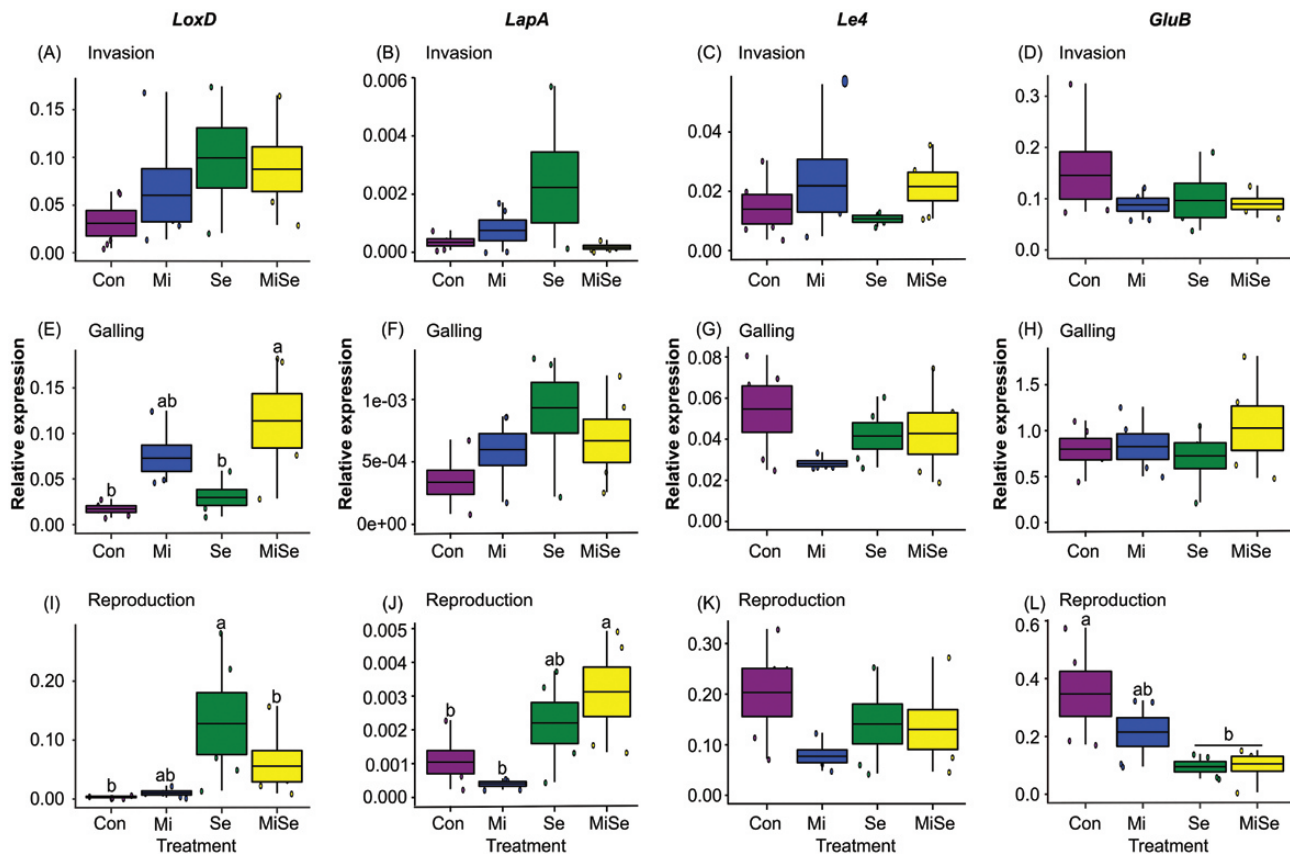 LoxD LapA Le4 GluB
(A) Invasion (B) Invasion (C) Invasion (D) Invasion
0.15 0.10 0.05 0.00
0.006 0.004 0.002 0.000
0.04 0.02 0.00
0.3 0.2 0.1 0.0
Con Mi Se MiSe Con Mi Se MiSe Con Mi Se MiSe Con Mi Se MiSe
(E) Galling (F) Galling (G) Galling (H) Galling
Relative expression Relative expression Relative expression Relative expression
0.15 0.10 0.05 0.00
b ab b a
1e-03 5e-04 0e+00
0.08 0.06 0.04 0.02 0.00
1.5 1.0 0.5 0.0
Con Mi Se MiSe Con Mi Se MiSe Con Mi Se MiSe Con Mi Se MiSe
(I) Reproduction (J) Reproduction (K) Reproduction (L) Reproduction
0.20 0.10 0.00
b ab a b
0.005 0.004 0.003 0.002 0.001 0.000
b b ab a
0.30 0.20 0.10 0.00
0.6 0.4 0.2 0.0
a ab b
Con Mi Se MiSe Con Mi Se MiSe Con Mi Se MiSe Con Mi Se MiSe
Treatment Treatment Treatment Treatment